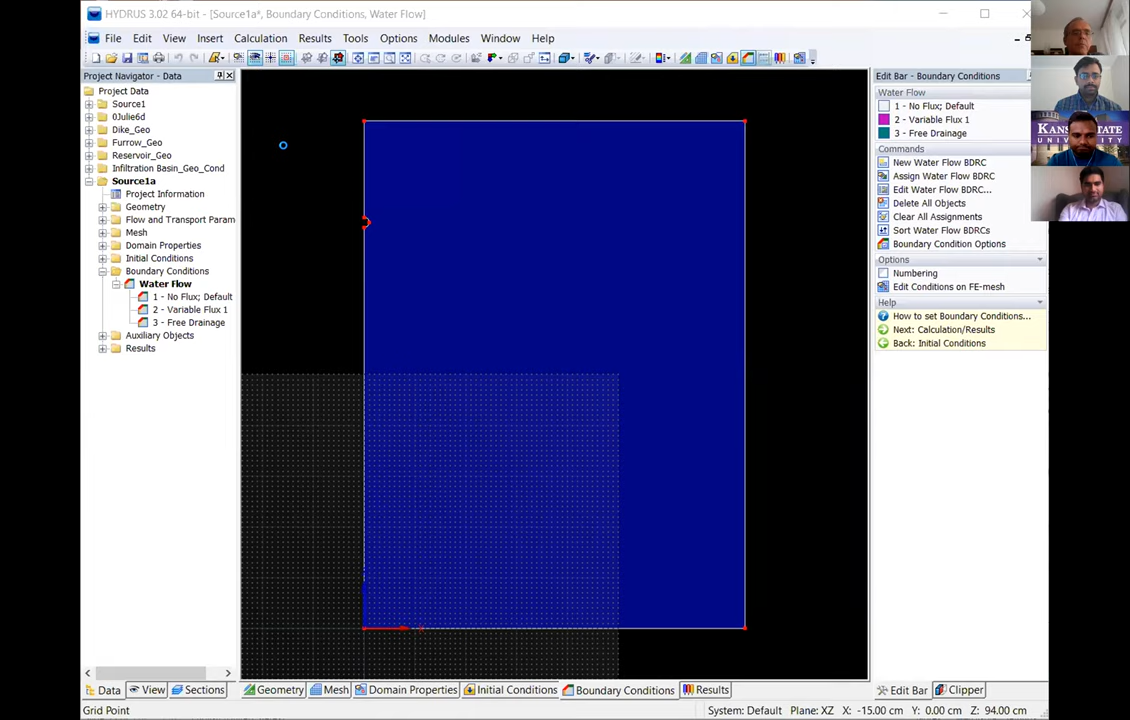 HYDRUS 3.02 64-bit - [Source1a*, Boundary Conditions, Water Flow]
File Edit View Insert Calculation Results Tools Options Modules Window Help
Project Navigator - Data
Project Data
Source1
0Julie6d
Dike_Geo
Furrow_Geo
Reservoir_Geo
Infiltration Basin_Geo_Cond
Source1a
Project Information
Geometry
Flow and Transport Param
Mesh
Domain Properties
Initial Conditions
Boundary Conditions
Water Flow
1 - No Flux; Default
2 - Variable Flux 1
3 - Free Drainage
Auxiliary Objects
Results
Data View Sections
X
Geometry Mesh Domain Properties Initial Conditions Boundary Conditions Results
Edit Bar - Boundary Conditions
Water Flow
1 - No Flux; Default
2 - Variable Flux 1
3 - Free Drainage
Commands
New Water Flow BDRC
Assign Water Flow BDRC
Edit Water Flow BDRC...
Delete All Objects
Clear All Assignments
Sort Water Flow BDRCs
Boundary Condition Options
Options
Numbering
Edit Conditions on FE-mesh
Help
How to set Boundary Conditions...
Next: Calculation/Results
Back: Initial Conditions
Edit Bar Clipper
Grid Point
System: Default Plane: XZ X: -15.00 cm Y: 0.00 cm Z: 94.00 cm